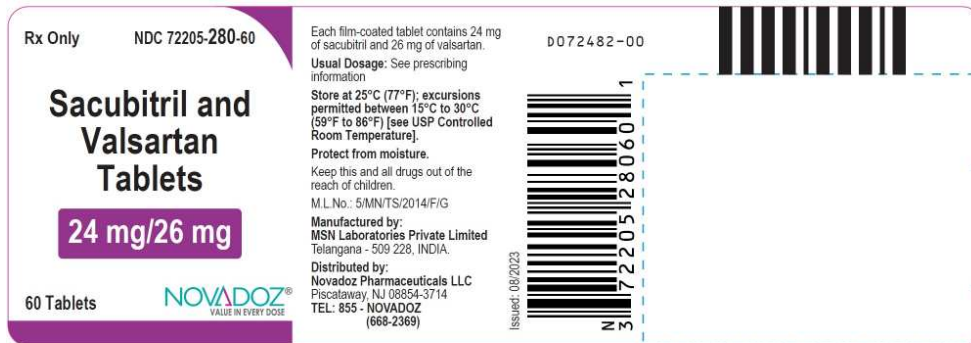 Rx Only NDC 72205-280-60
Sacubitril and
Valsartan
Tablets
24 mg/26 mg
60 Tablets
NOVADOZ®
VALUE IN EVERY DOSE
Each film-coated tablet contains 24 mg
of sacubitril and 26 mg of valsartan.
Usual Dosage: See prescribing
information
Store at 25°C (77°F); excursions
permitted between 15°C to 30°C
(59°F to 86°F) [see USP Controlled
Room Temperature].
Protect from moisture.
Keep this and all drugs out of the
reach of children.
M.L.No.: 5/MN/TS/2014/F/G
Manufactured by:
MSN Laboratories Private Limited
Telangana - 509 228, INDIA.
Distributed by:
Novadoz Pharmaceuticals LLC
Piscataway, NJ 08854-3714
TEL: 855 - NOVADOZ
(668-2369)
Issued: 08/2023
D072482-00
N
3 72205 28060 1